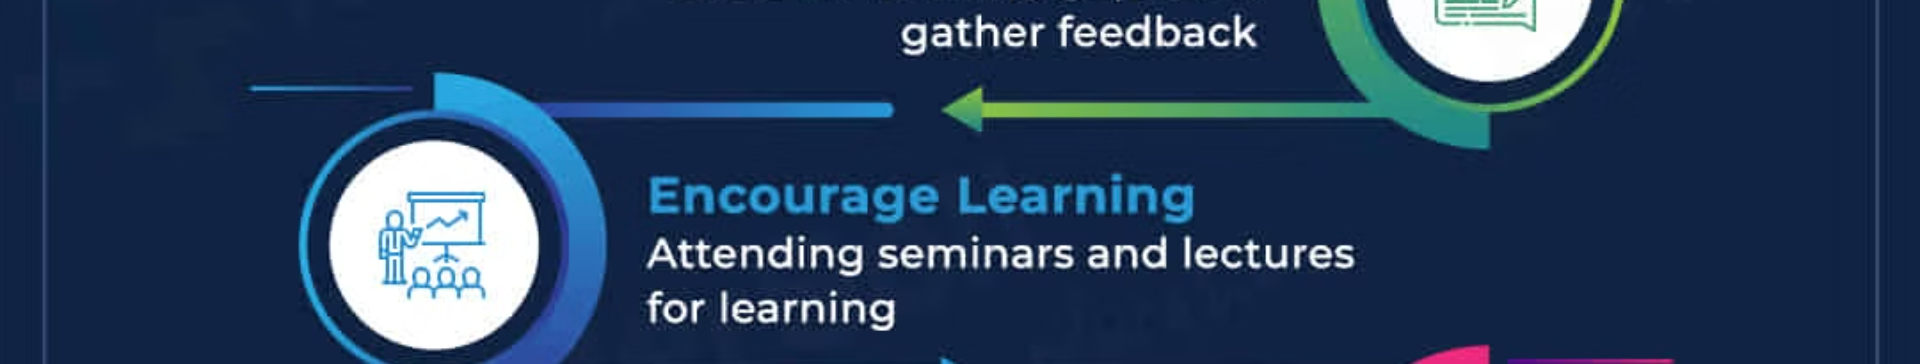 gather feedback
Encourage Learning
Attending seminars and lectures
for learning